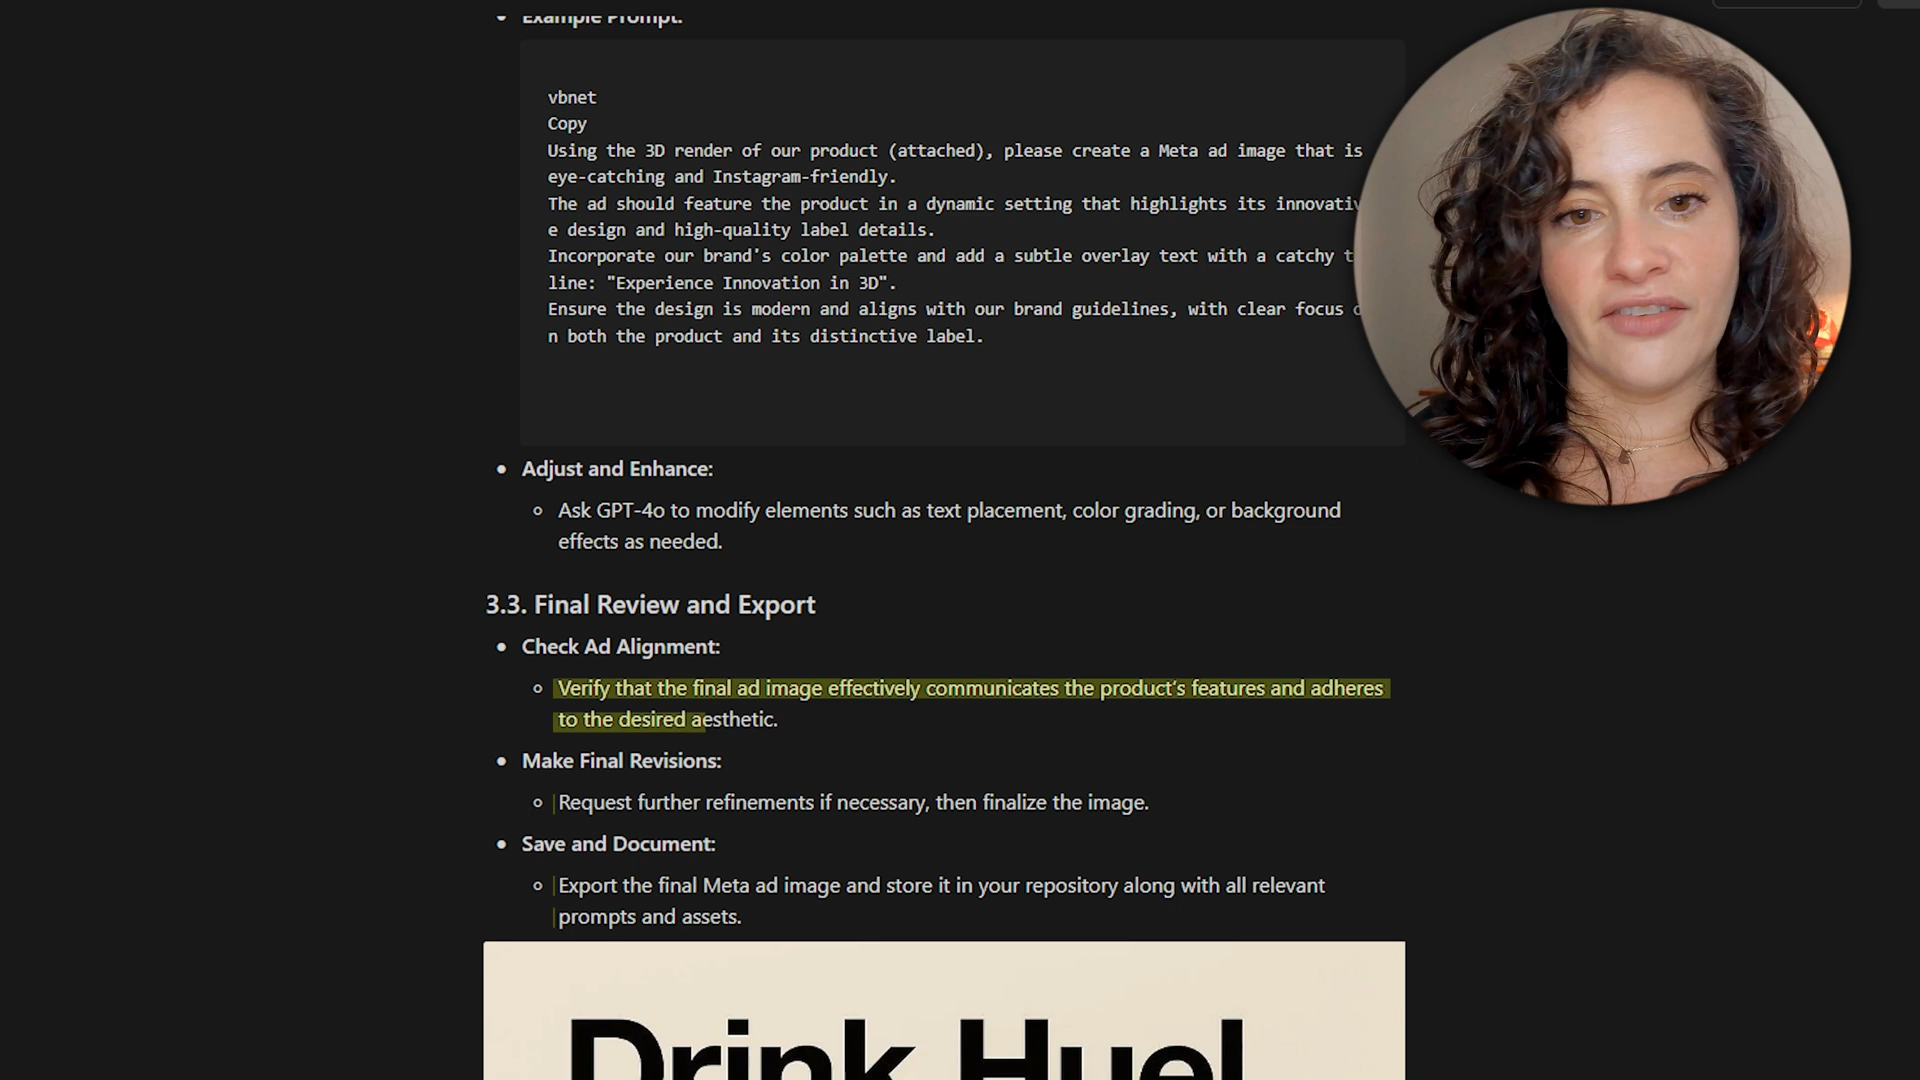 Example Prompt:
vbnet
Copy
Using the 3D render of our product (attached), please create a Meta ad image that is
eye-catching and Instagram-friendly.
The ad should feature the product in a dynamic setting that highlights its innovativ
e design and high-quality label details.
Incorporate our brand's color palette and add a subtle overlay text with a catchy t
line: "Experience Innovation in 3D".
Ensure the design is modern and aligns with our brand guidelines, with clear focus o
n both the product and its distinctive label.
Adjust and Enhance:
Ask GPT-4o to modify elements such as text placement, color grading, or background
effects as needed.
3.3. Final Review and Export
Check Ad Alignment:
Verify that the final ad image effectively communicates the product's features and adheres
to the desired aesthetic.
Make Final Revisions:
Request further refinements if necessary, then finalize the image.
Save and Document:
Export the final Meta ad image and store it in your repository along with all relevant
prompts and assets.
Drink Huel